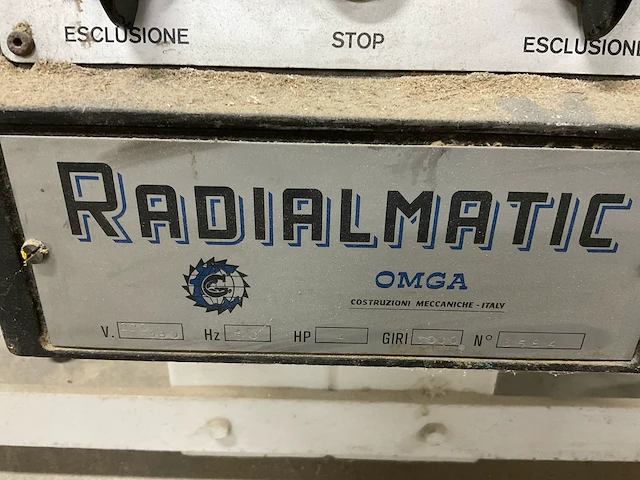 ESCLUSIONE STOP ESCLUSIONE
RADIALMATIC
OMGA
COSTRUZIONI MECCANICHE - ITALY
V. Hz HP GIRI N°